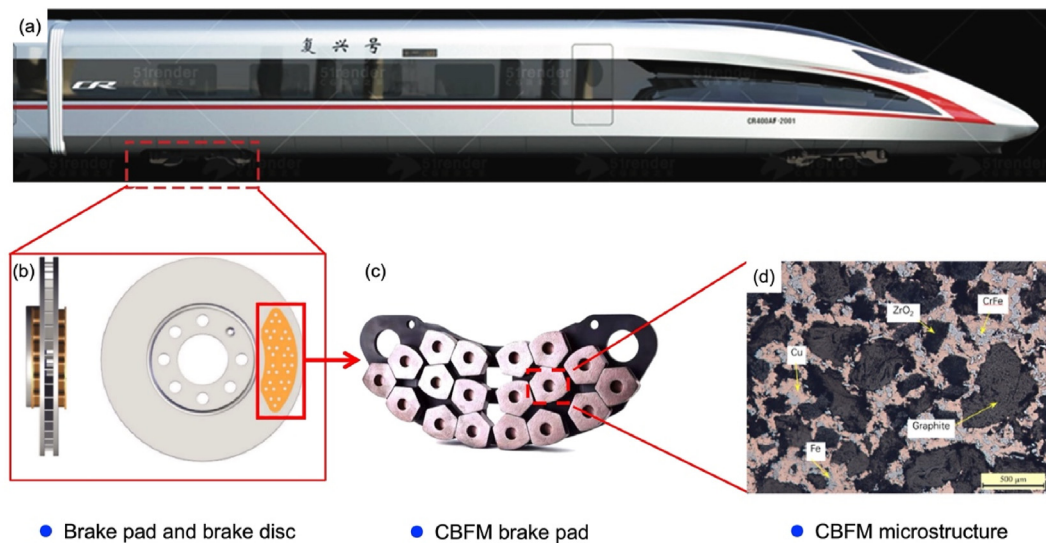 (a)
复兴号
CR
CR400AF-2001
51render
(b)
(c)
(d)
ZrO₂
CrFe
Cu
Graphite
Fe
500 μm
Brake pad and brake disc
CBFM brake pad
CBFM microstructure